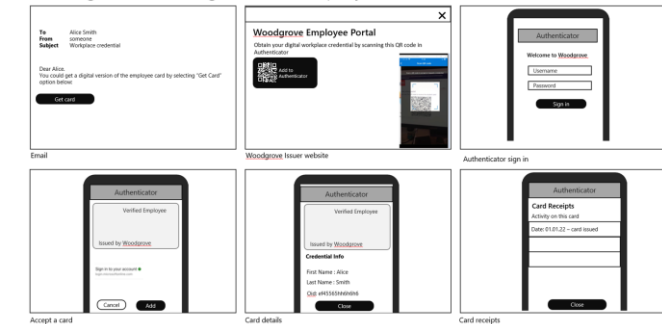 To Alice Smith
From someone
Subject Workplace credential
Dear Alice.
You could get a digital version of the employee card by selecting "Get Card"
option below
Get card
Email
Woodgrove Employee Portal
Obtain your digital workplace credential by scanning this QR code in
Authenticator
Add to
Authenticator
Woodgrove Issuer website
Authenticator
Welcome to Woodgrove
Username
Password
Sign in
Authenticator sign in
Authenticator
Verified Employee
Issued by Woodgrove
Sign in to your account
Cancel
Add
Accept a card
Authenticator
Verified Employee
Issued by Woodgrove
Credential Info
First Name : Alice
Last Name : Smith
Close
Card details
Authenticator
Card Receipts
Activity on this card
Date: 01.01.22 – card issued
Close
Card receipts